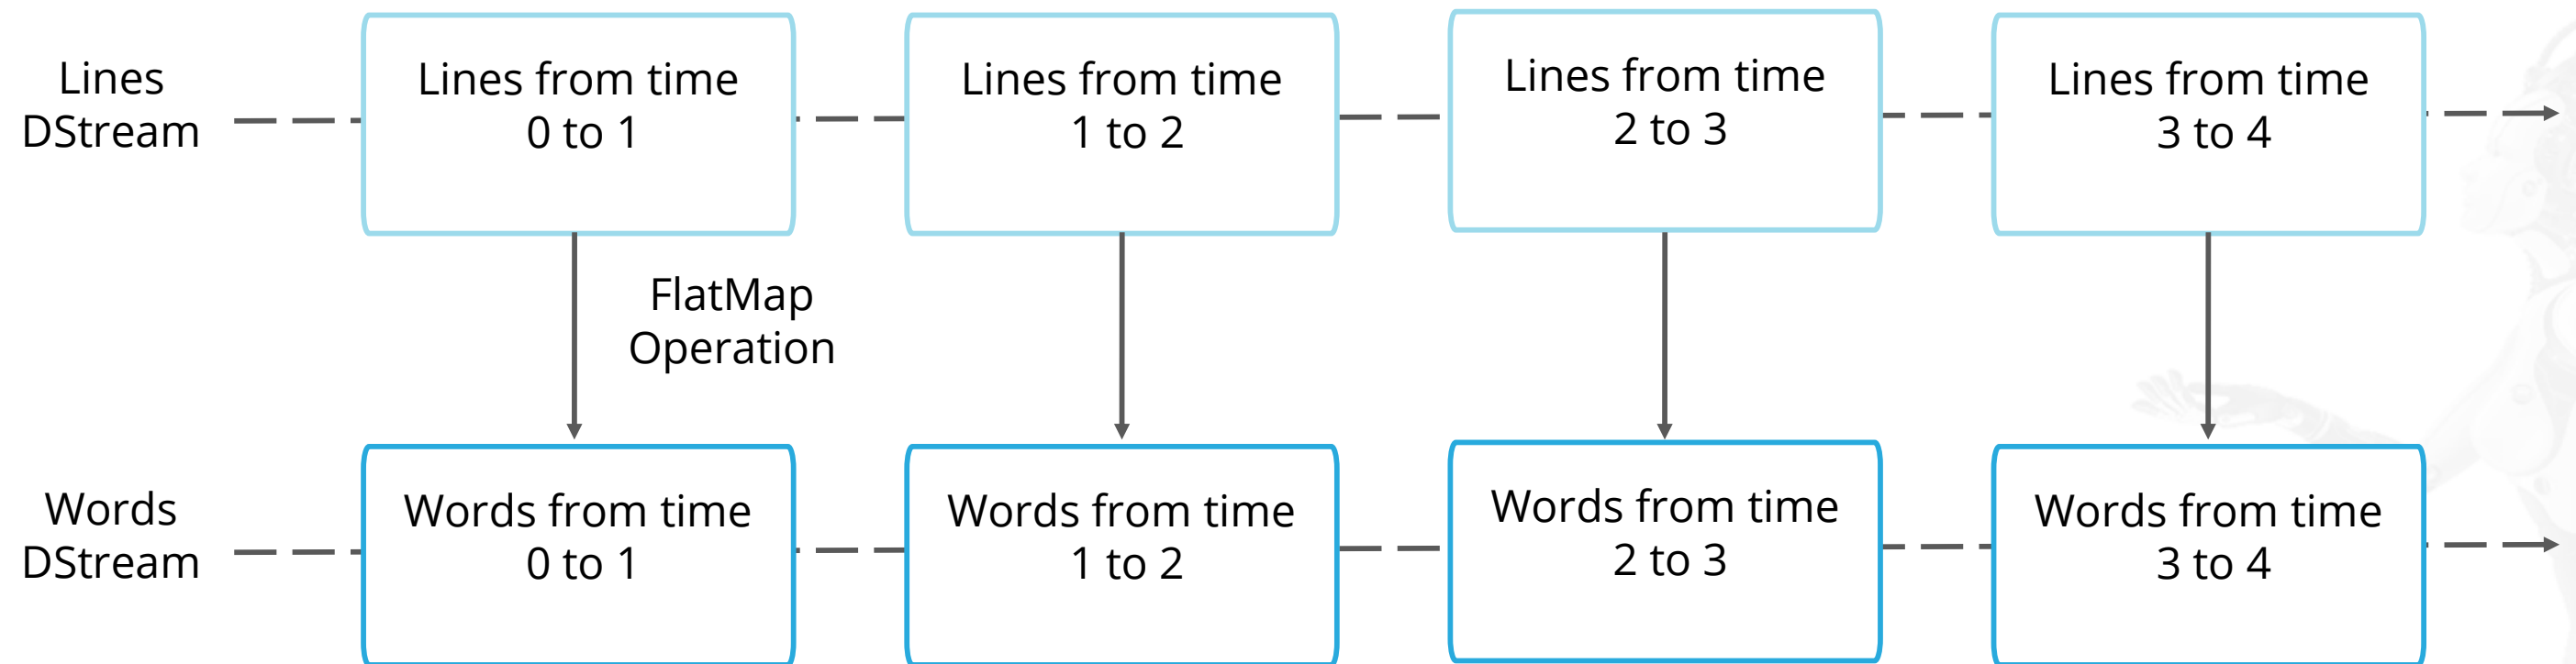 Lines
DStream
Lines from time
0 to 1
Lines from time
1 to 2
Lines from time
2 to 3
Lines from time
3 to 4
FlatMap
Operation
Words
DStream
Words from time
0 to 1
Words from time
1 to 2
Words from time
2 to 3
Words from time
3 to 4